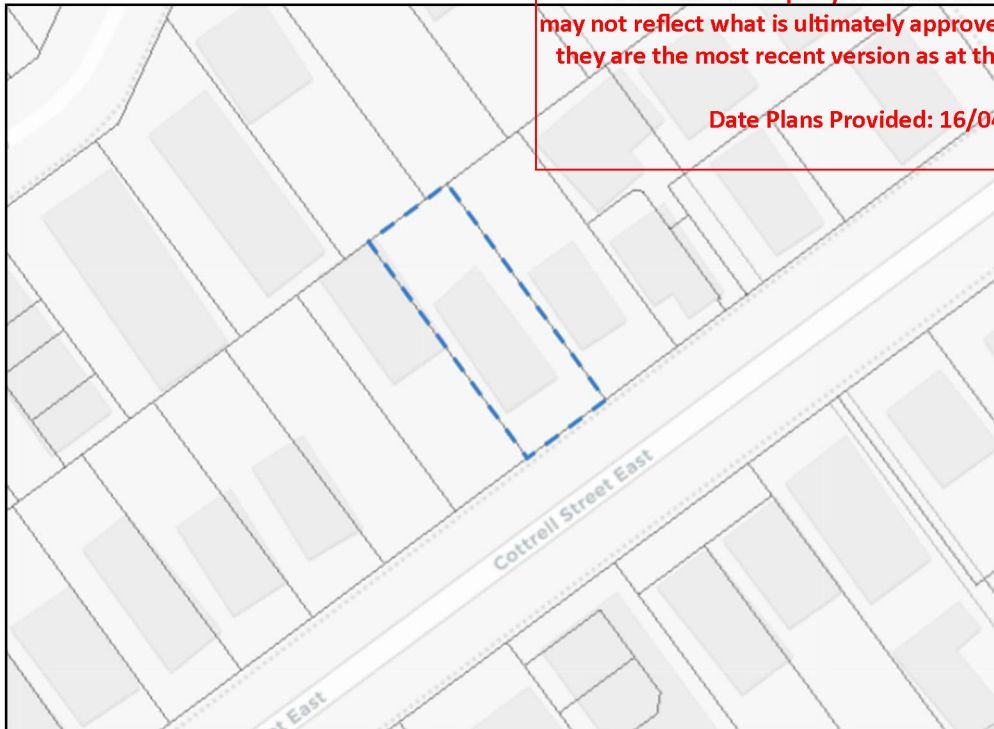 may not reflect what is ultimately approve
they are the most recent version as at th
Date Plans Provided: 16/0
Cottrell Street East
et East